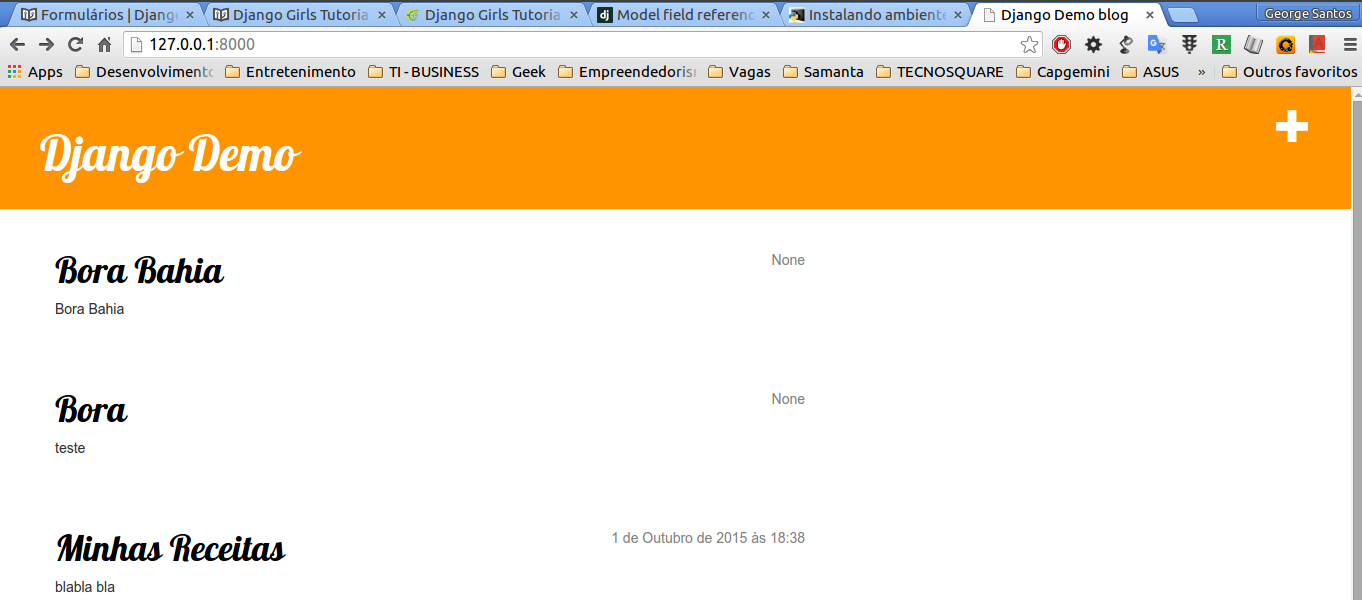 Formulários | Djang
Django Girls Tutoria
Django Girls Tutoria
Model field referenc
Instalando ambiente
Django Demo blog
George Santos
127.0.0.1:8000
Apps
Desenvolviment
Entretenimento
TI - BUSINESS
Geek
Empreendedoris
Vagas
Samanta
TECNOSQUARE
Capgemini
ASUS
»
Outros favoritos
Django Demo
Bora Bahia
None
Bora Bahia
Bora
None
teste
Minhas Receitas
1 de Outubro de 2015 às 18:38
blabla bla